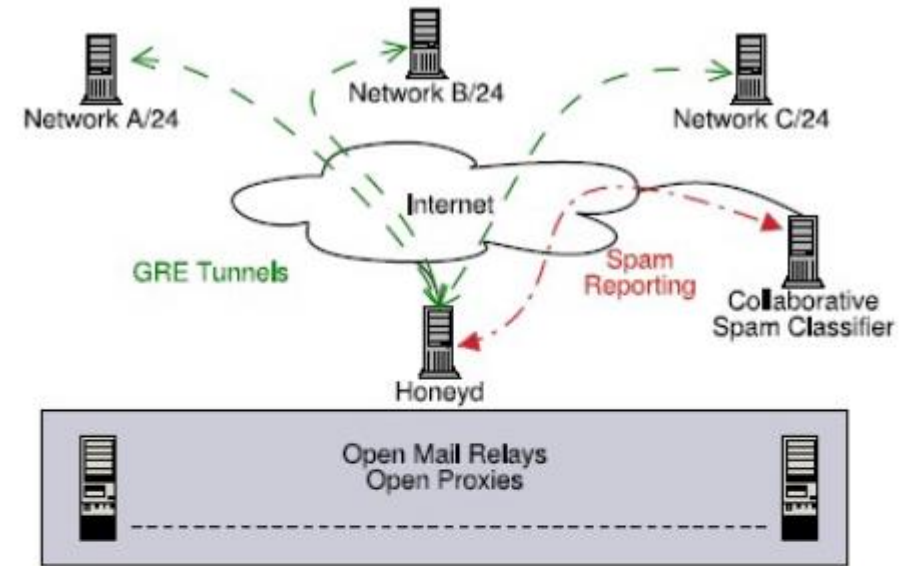 Network A/24
Network B/24
Network C/24
Internet
GRE Tunnels
Spam
Reporting
Collaborative
Spam Classifier
Honeyd
Open Mail Relays
Open Proxies